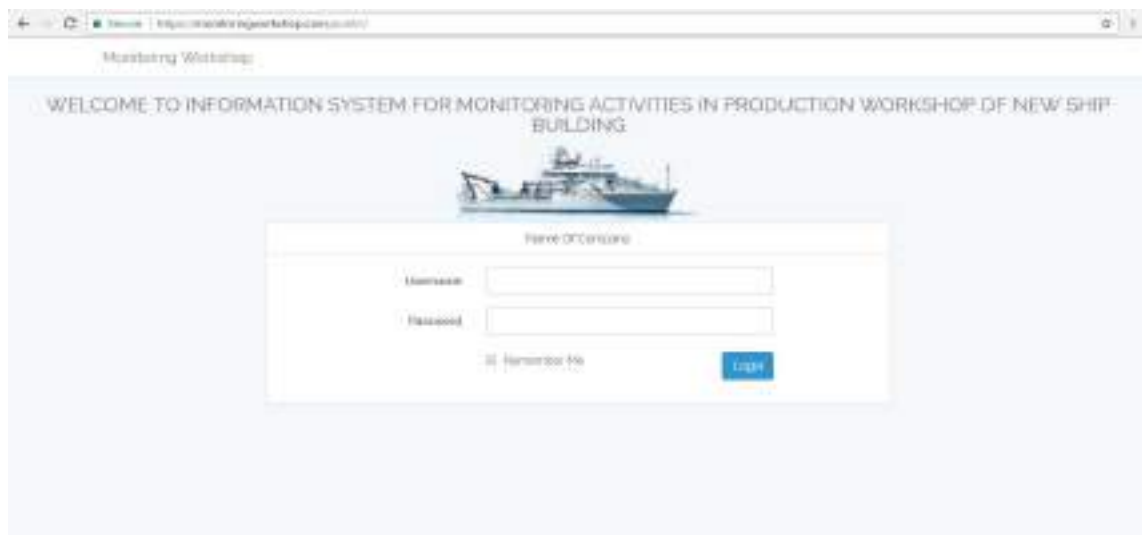 Secure
Monitoring Workshop
WELCOME TO INFORMATION SYSTEM FOR MONITORING ACTIVITIES IN PRODUCTION WORKSHOP OF NEW SHIP
BUILDING
Name Of Company
Username
Password
Remember Me
Login